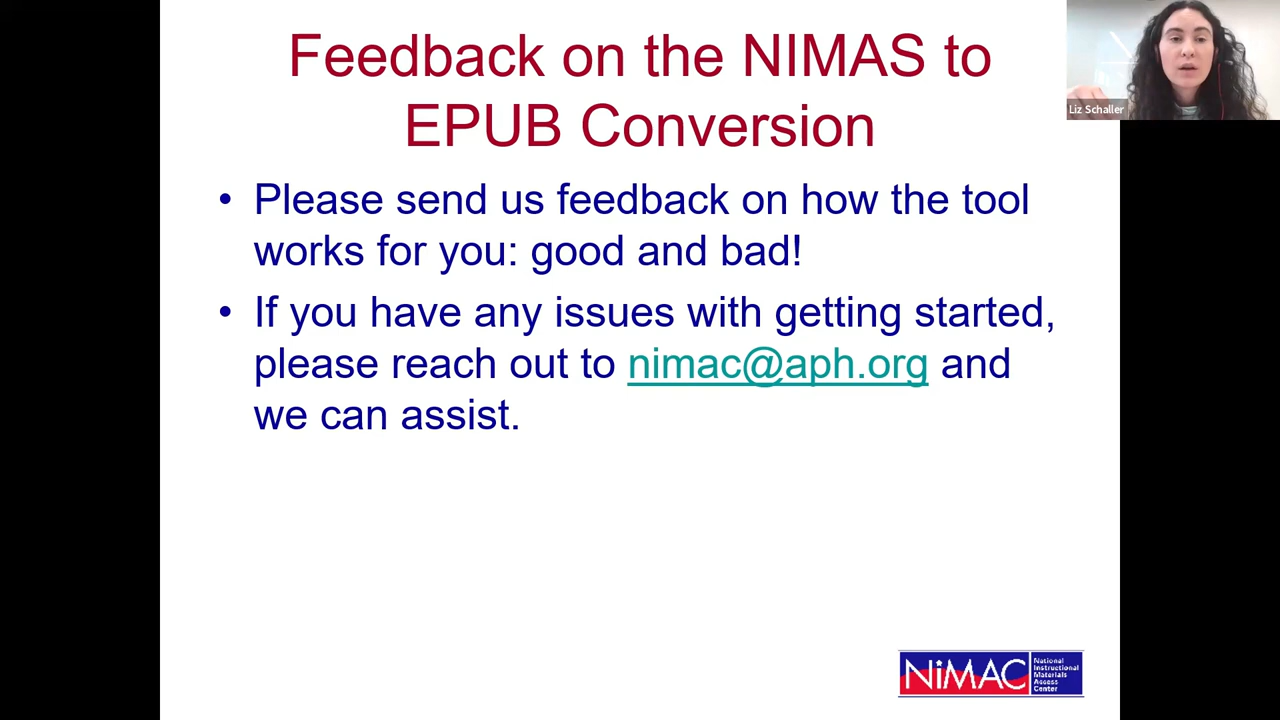 Feedback on the NIMAS to
EPUB Conversion
• Please send us feedback on how the tool
works for you: good and bad!
• If you have any issues with getting started,
please reach out to nimac@aph.org and
we can assist.
Liz Schaller
NIMAC
National
Instructional
Materials
Access
Center